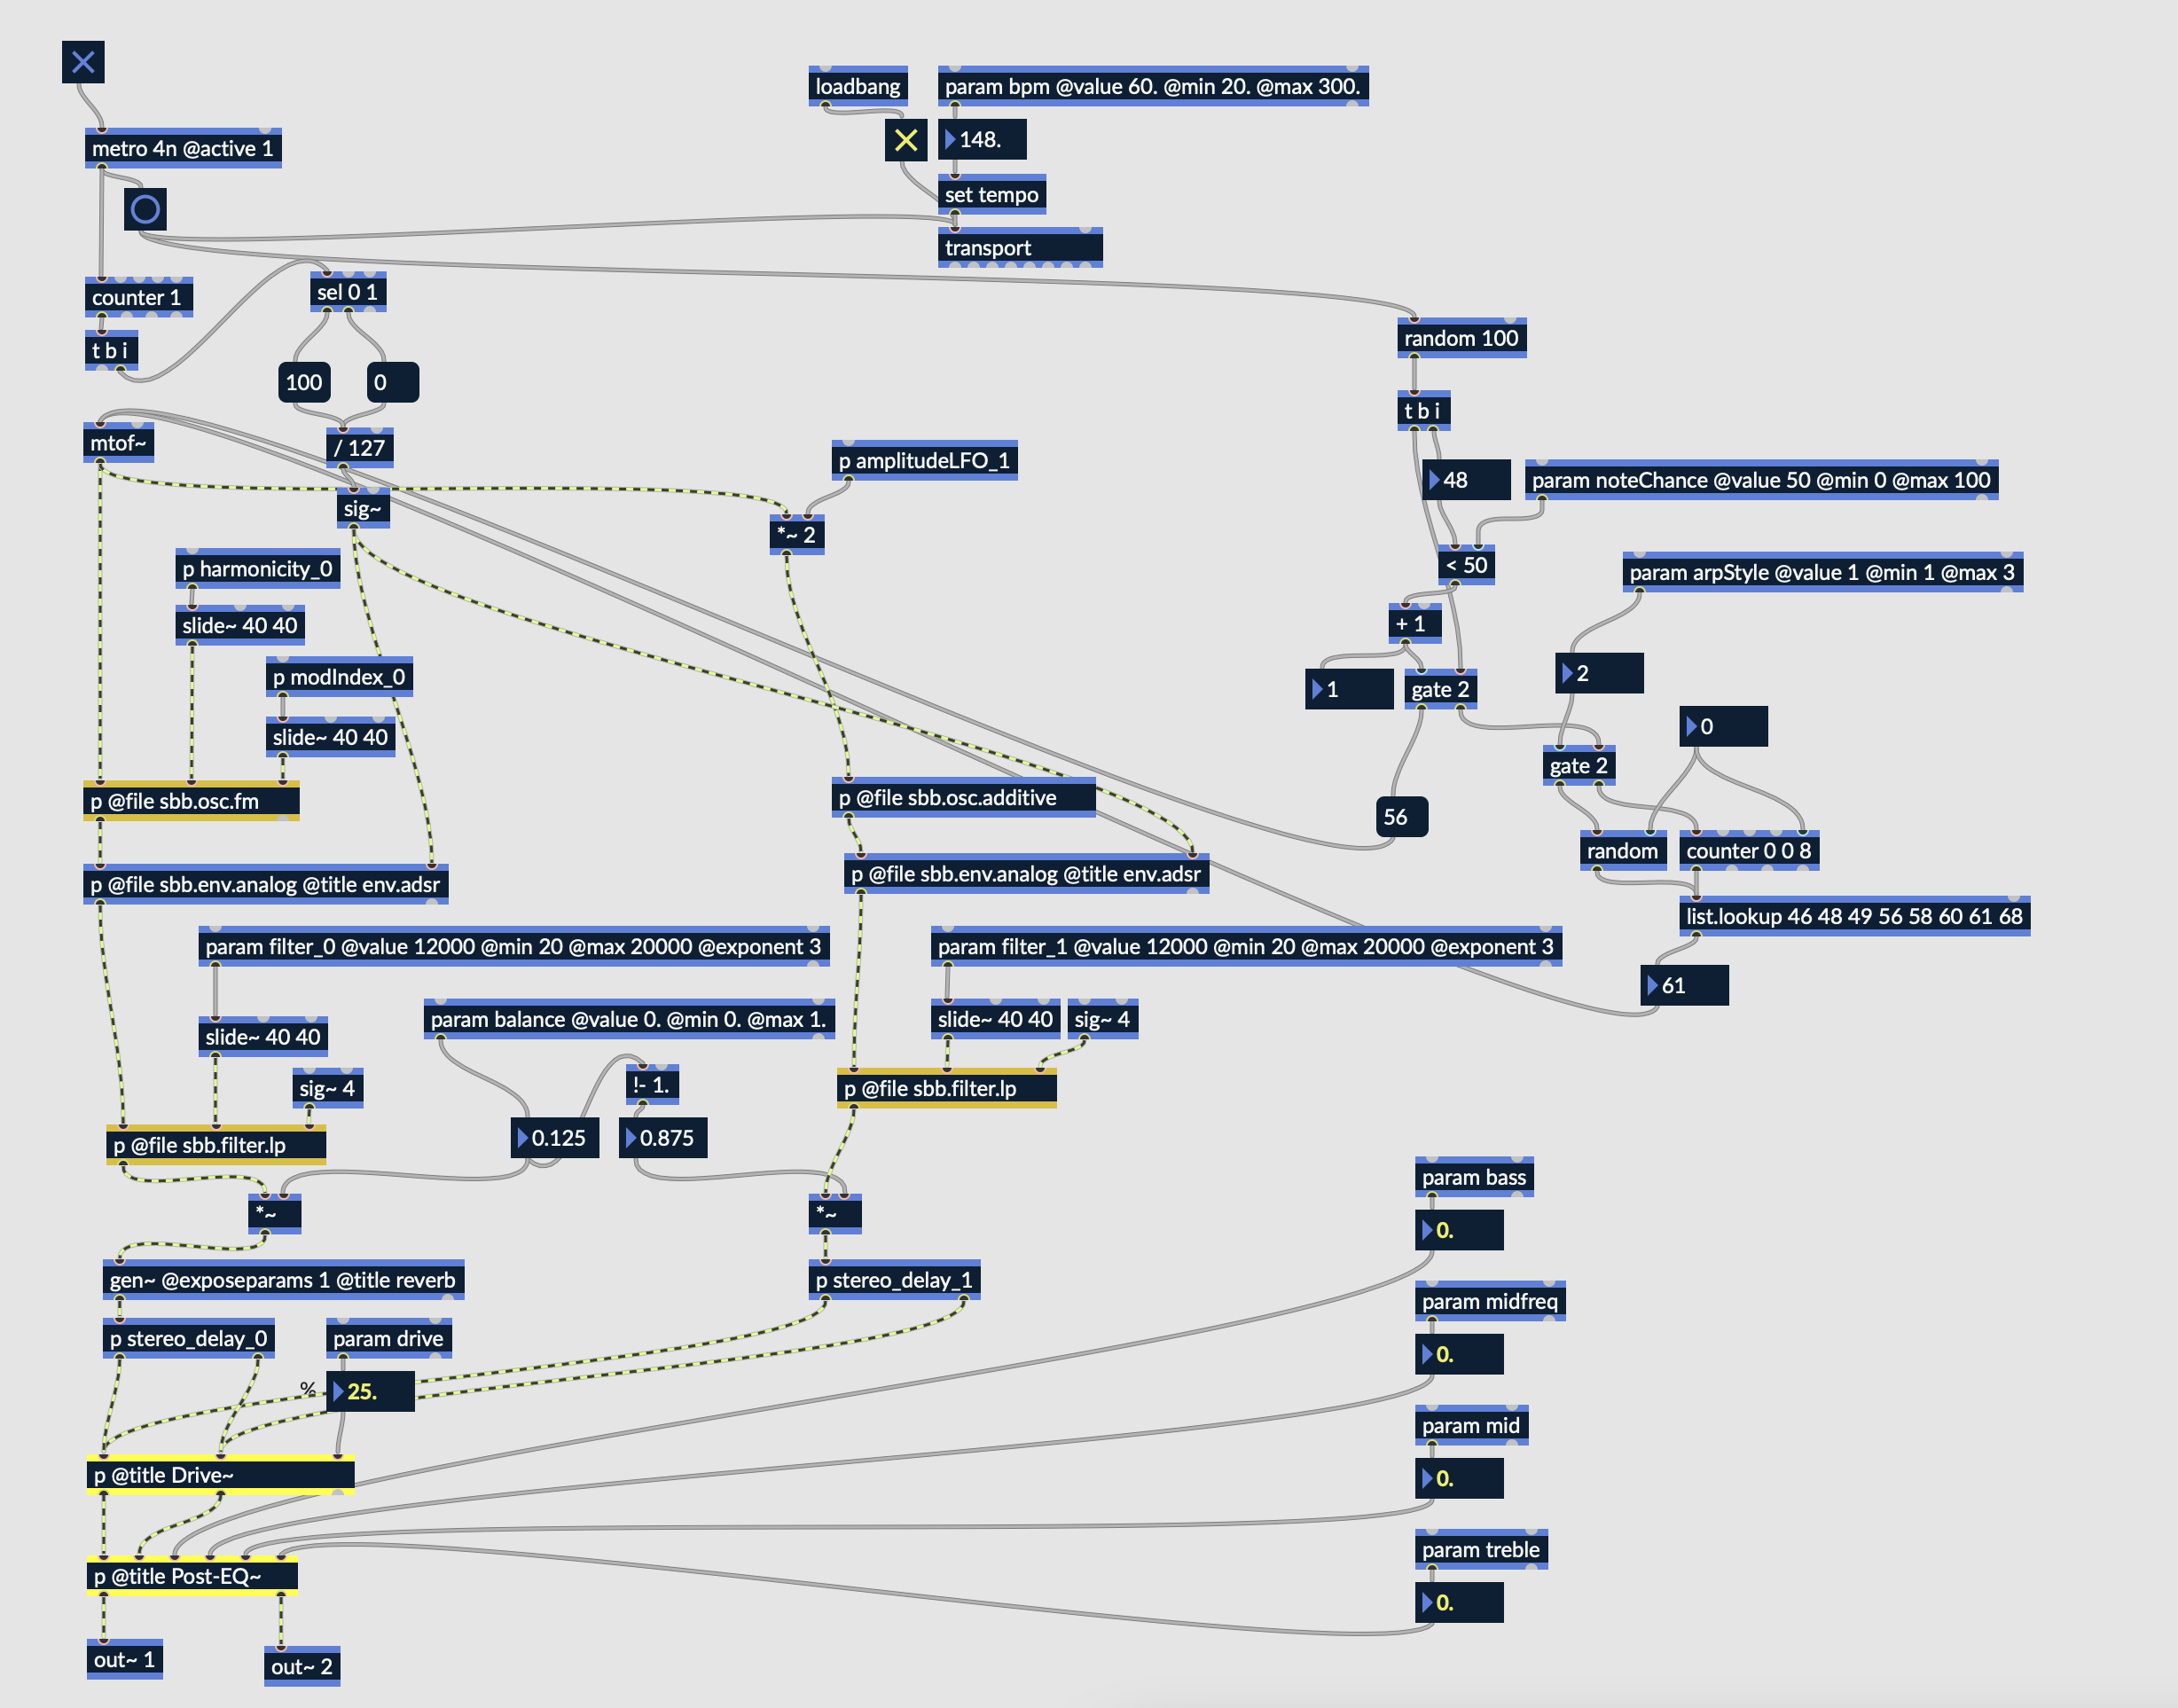 loadbang
param bpm @value 60. @min 20. @max 300.
metro 4n @active 1
148.
set tempo
transport
counter 1
sel 0 1
t b i
random 100
100
0
t b i
mtof~
/ 127
p amplitudeLFO_1
48
param noteChance @value 50 @min 0 @max 100
sig~
*~ 2
p harmonicity_0
< 50
param arpStyle @value 1 @min 1 @max 3
slide~ 40 40
+ 1
p modIndex_0
1
gate 2
2
slide~ 40 40
0
gate 2
p @file sbb.osc.fm
p @file sbb.osc.additive
56
random
counter 0 0 8
p @file sbb.env.analog @title env.adsr
p @file sbb.env.analog @title env.adsr
list.lookup 46 48 49 56 58 60 61 68
param filter_0 @value 12000 @min 20 @max 20000 @exponent 3
param filter_1 @value 12000 @min 20 @max 20000 @exponent 3
61
slide~ 40 40
param balance @value 0. @min 0. @max 1.
slide~ 40 40
sig~ 4
sig~ 4
!- 1.
p @file sbb.filter.lp
p @file sbb.filter.lp
0.125
0.875
param bass
*~
*~
0.
gen~ @exposeparams 1 @title reverb
p stereo_delay_1
param midfreq
p stereo_delay_0
param drive
0.
%
25.
param mid
p @title Drive~
0.
param treble
p @title Post-EQ~
0.
out~ 1
out~ 2